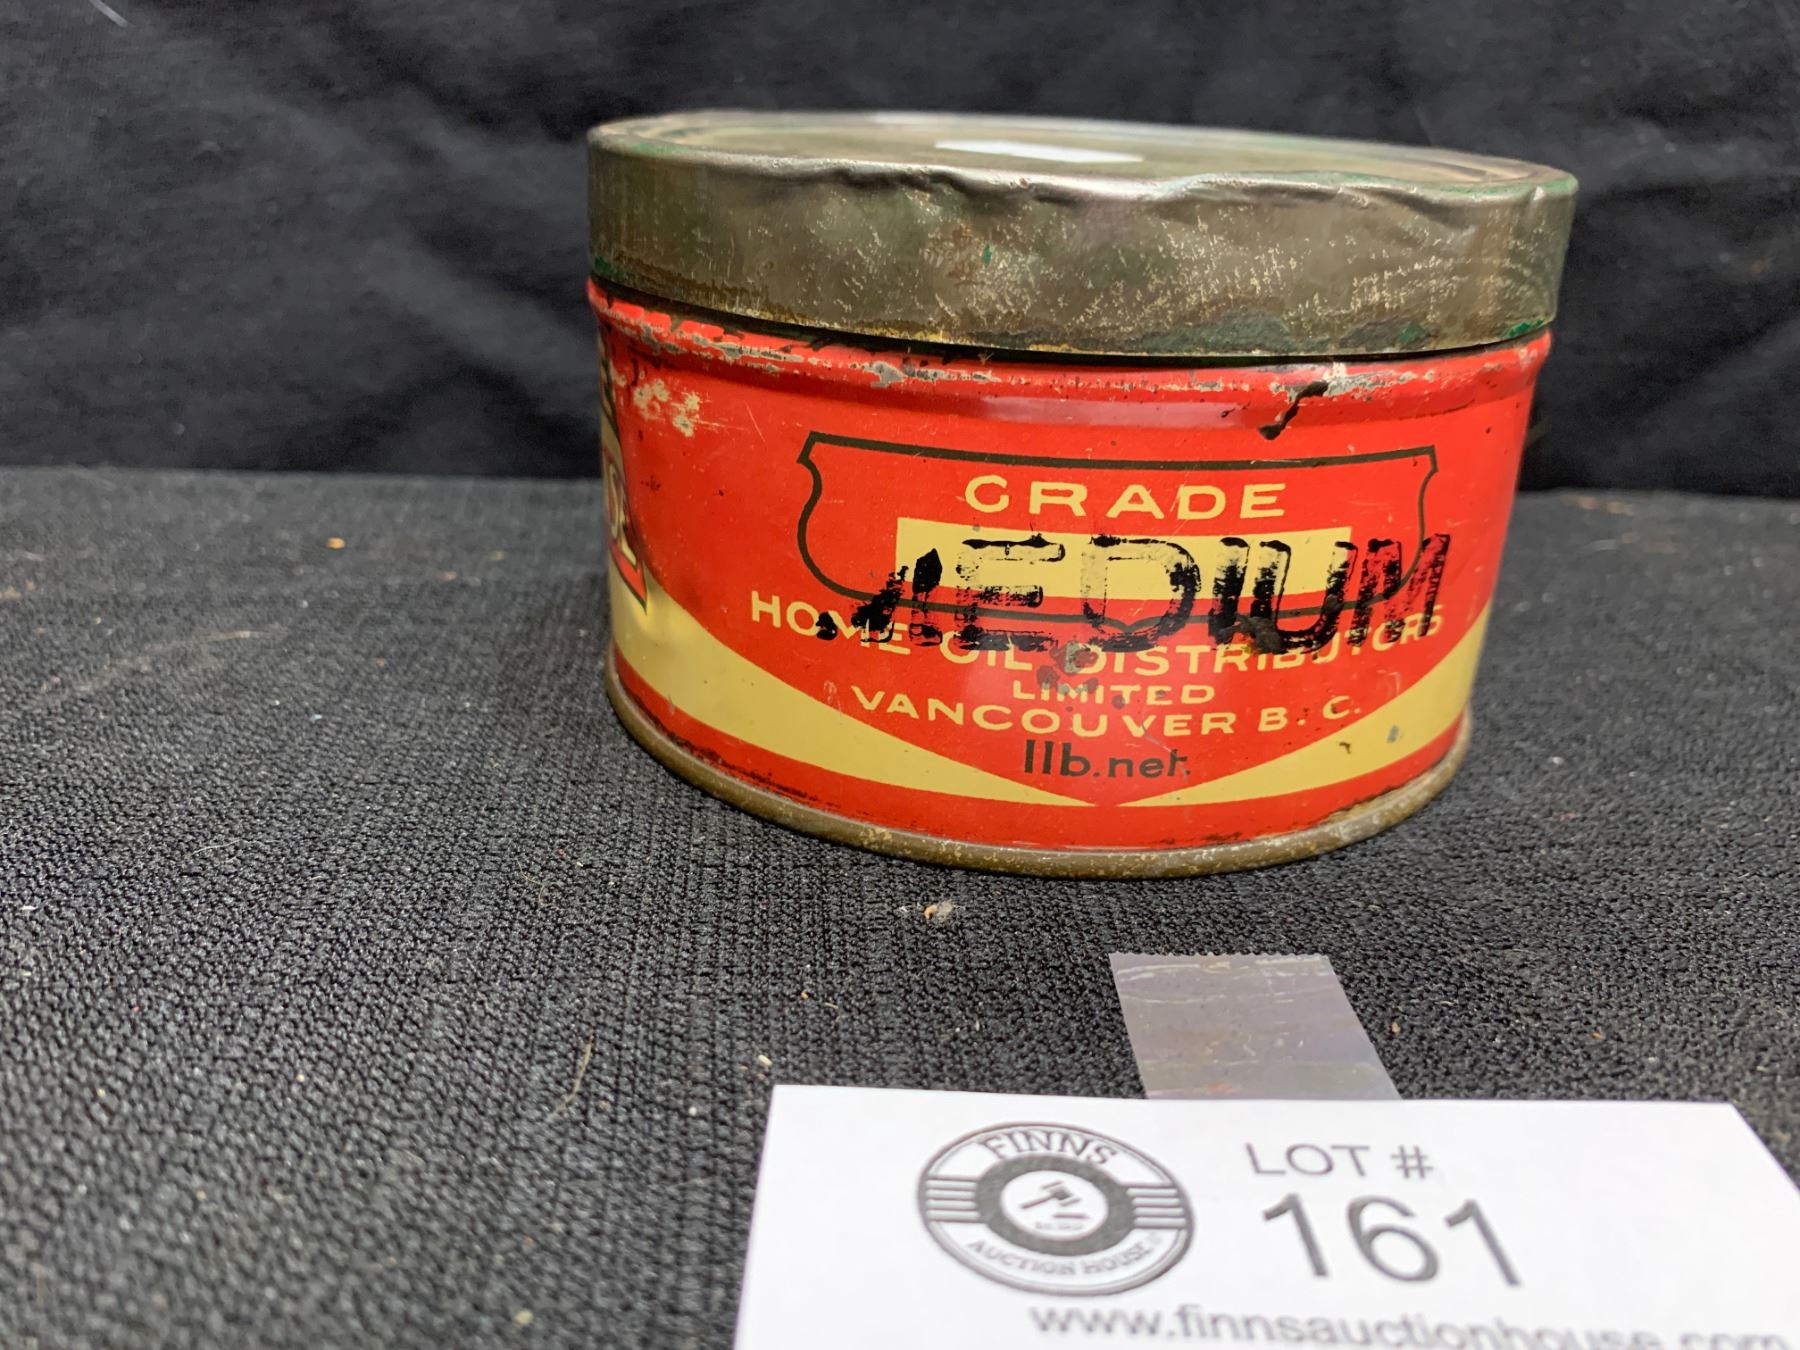 GRADE
MEDIUM
HOME OIL DISTRIBUTORS
LIMITED
VANCOUVER B. C.
1lb.net.
FINNS
AUCTION HOUSE
LOT #
161
www.finnsauctionhouse.com